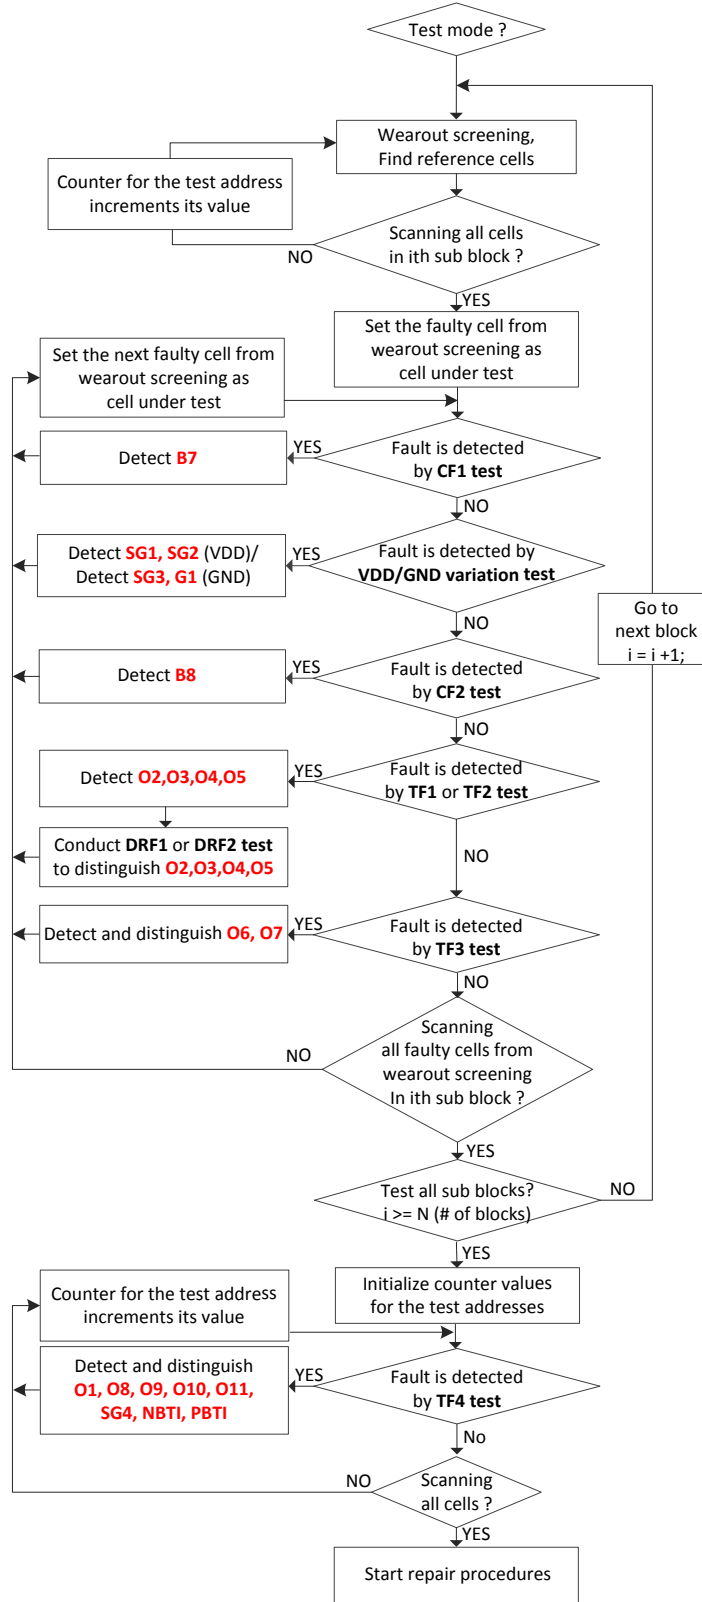 Test mode ?
Wearout screening,
Find reference cells
Counter for the test address
increments its value
NO
Scanning all cells
in ith sub block ?
YES
Set the faulty cell from
wearout screening as
cell under test
Set the next faulty cell from
wearout screening as
cell under test
Fault is detected
by CF1 test
YES
Detect B7
NO
Fault is detected by
VDD/GND variation test
YES
Detect SG1, SG2 (VDD)/
Detect SG3, G1 (GND)
NO
Go to
next block
i = i +1;
Fault is detected
by CF2 test
YES
Detect B8
NO
Fault is detected
by TF1 or TF2 test
YES
Detect O2,O3,O4,O5
Conduct DRF1 or DRF2 test
to distinguish O2,O3,O4,O5
NO
Fault is detected
by TF3 test
YES
Detect and distinguish O6, O7
NO
Scanning
all faulty cells from
wearout screening
In ith sub block ?
NO
YES
Test all sub blocks?
i >= N (# of blocks)
NO
YES
Initialize counter values
for the test addresses
Counter for the test address
increments its value
Fault is detected
by TF4 test
YES
Detect and distinguish
O1, O8, O9, O10, O11,
SG4, NBTI, PBTI
No
Scanning
all cells ?
NO
YES
Start repair procedures